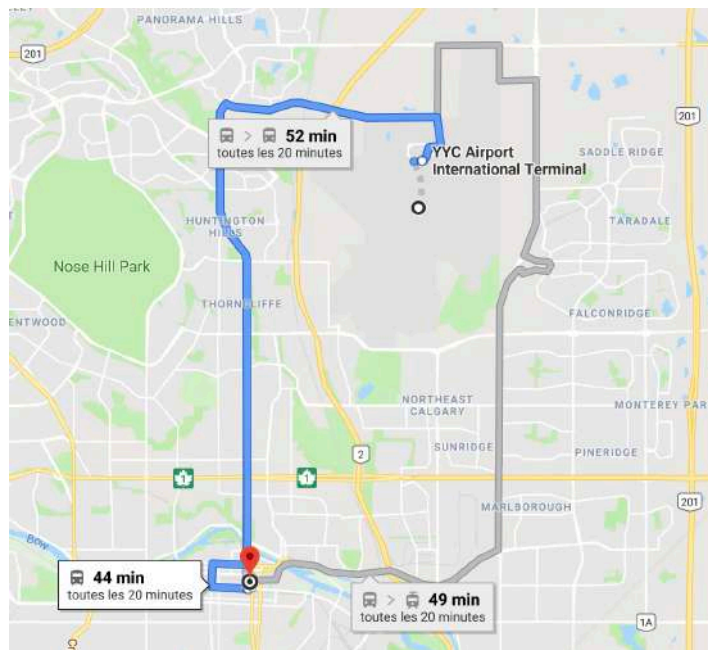 PANORAMA HILLS
201
201
52 min
toutes les 20 minutes
YYC Airport
International Terminal
SADDLE RIDGE
TARADALE
HUNTINGTON
HILLS
Nose Hill Park
THORNCLIFFE
ENTWOOD
FALCONRIDGE
NORTHEAST
CALGARY
MONTEREY PAR
SUNRIDGE
PINERIDGE
2
1
1
MARLBOROUGH
201
Bow
44 min
toutes les 20 minutes
49 min
toutes les 20 minutes
1A